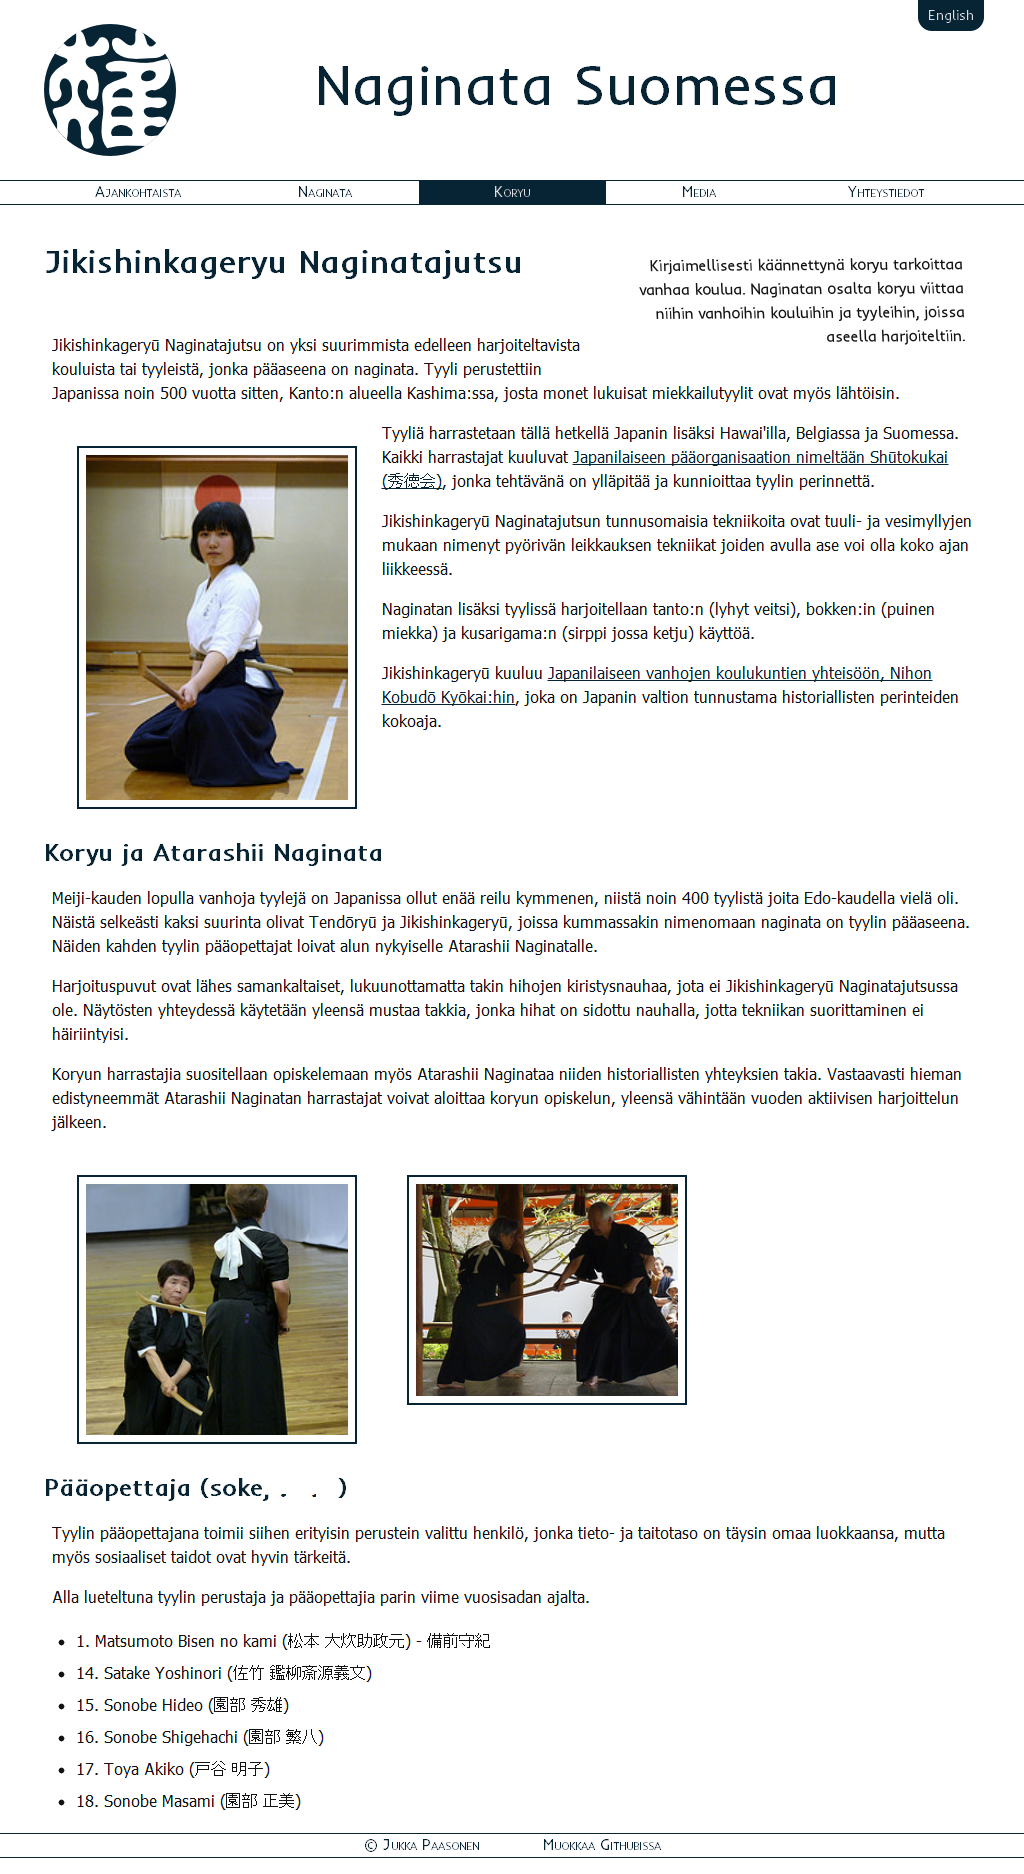 English
Naginata Suomessa
Ajankohtaista Naginata Koryu Media Yhteystiedot
Jikishinkageryu Naginatajutsu
Kirjaimellisesti käännettynä koryu tarkoittaa
vanhaa koulua. Naginatan osalta koryu viittaa
niihin vanhoihin kouluihin ja tyyleihin, joissa
aseella harjoiteltiin.
Jikishinkageryū Naginatajutsu on yksi suurimmista edelleen harjoiteltavista
kouluista tai tyyleistä, jonka pääaseena on naginata. Tyyli perustettiin
Japanissa noin 500 vuotta sitten, Kanto:n alueella Kashima:ssa, josta monet lukuisat miekkailutyylit ovat myös lähtöisin.
Tyyliä harrastetaan tällä hetkellä Japanin lisäksi Hawai'illa, Belgiassa ja Suomessa.
Kaikki harrastajat kuuluvat Japanilaiseen pääorganisaation nimeltään Shūtokukai
(秀徳会), jonka tehtävänä on ylläpitää ja kunnioittaa tyylin perinnettä.
Jikishinkageryū Naginatajutsun tunnusomaisia tekniikoita ovat tuuli- ja vesimyllyjen
mukaan nimenyt pyörivän leikkauksen tekniikat joiden avulla ase voi olla koko ajan
liikkeessä.
Naginatan lisäksi tyylissä harjoitellaan tanto:n (lyhyt veitsi), bokken:in (puinen
miekka) ja kusarigama:n (sirppi jossa ketju) käyttöä.
Jikishinkageryū kuuluu Japanilaiseen vanhojen koulukuntien yhteisöön, Nihon
Kobudō Kyōkai:hin, joka on Japanin valtion tunnustama historiallisten perinteiden
kokoaja.
Koryu ja Atarashii Naginata
Meiji-kauden lopulla vanhoja tyylejä on Japanissa ollut enää reilu kymmenen, niistä noin 400 tyylistä joita Edo-kaudella vielä oli.
Näistä selkeästi kaksi suurinta olivat Tendōryū ja Jikishinkageryū, joissa kummassakin nimenomaan naginata on tyylin pääaseena.
Näiden kahden tyylin pääopettajat loivat alun nykyiselle Atarashii Naginatalle.
Harjoituspuvut ovat lähes samankaltaiset, lukuunottamatta takin hihojen kiristysnauhaa, jota ei Jikishinkageryū Naginatajutsussa
ole. Näytösten yhteydessä käytetään yleensä mustaa takkia, jonka hihat on sidottu nauhalla, jotta tekniikan suorittaminen ei
häiriintyisi.
Koryun harrastajia suositellaan opiskelemaan myös Atarashii Naginataa niiden historiallisten yhteyksien takia. Vastaavasti hieman
edistyneemmät Atarashii Naginatan harrastajat voivat aloittaa koryun opiskelun, yleensä vähintään vuoden aktiivisen harjoittelun
jälkeen.
Pääopettaja (soke, )
Tyylin pääopettajana toimii siihen erityisin perustein valittu henkilö, jonka tieto- ja taitotaso on täysin omaa luokkaansa, mutta
myös sosiaaliset taidot ovat hyvin tärkeitä.
Alla lueteltuna tyylin perustaja ja pääopettajia parin viime vuosisadan ajalta.
• 1. Matsumoto Bisen no kami (松本 大炊助政元) - 備前守紀
• 14. Satake Yoshinori (佐竹 鑑柳斎源義文)
• 15. Sonobe Hideo (園部 秀雄)
• 16. Sonobe Shigehachi (園部 繁八)
• 17. Toya Akiko (戸谷 明子)
• 18. Sonobe Masami (園部 正美)
© Jukka Paasonen Muokkaa Githubissa